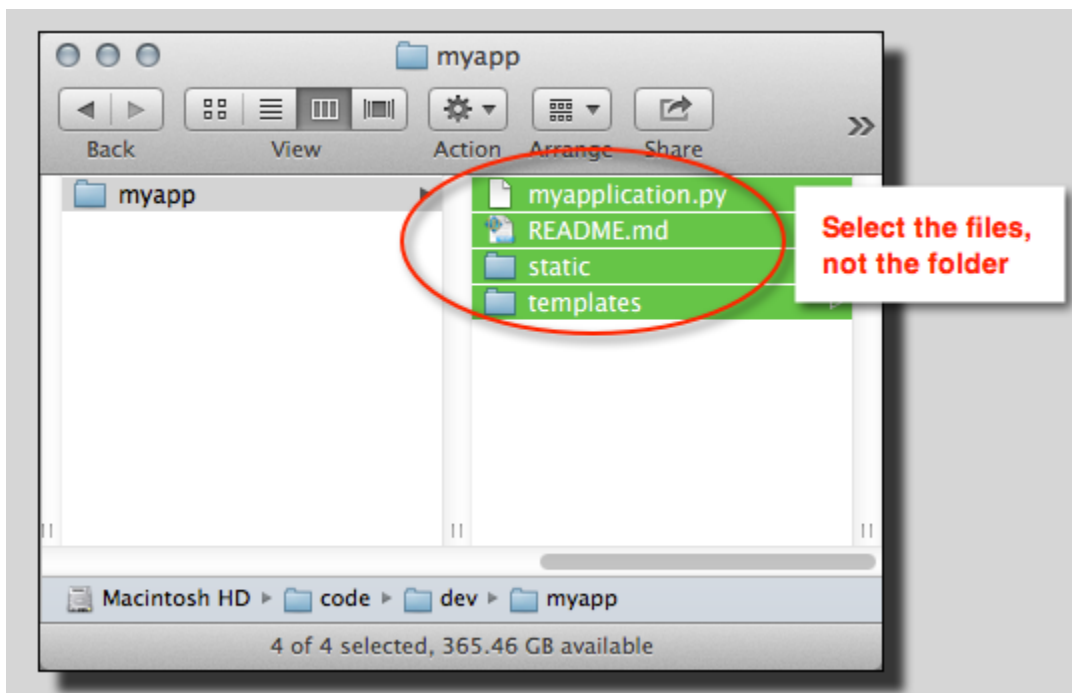 myapp
Back View Action Arrange Share
myapp
myapplication.py
README.md
static
templates
Select the files,
not the folder
Macintosh HD code dev myapp
4 of 4 selected, 365.46 GB available